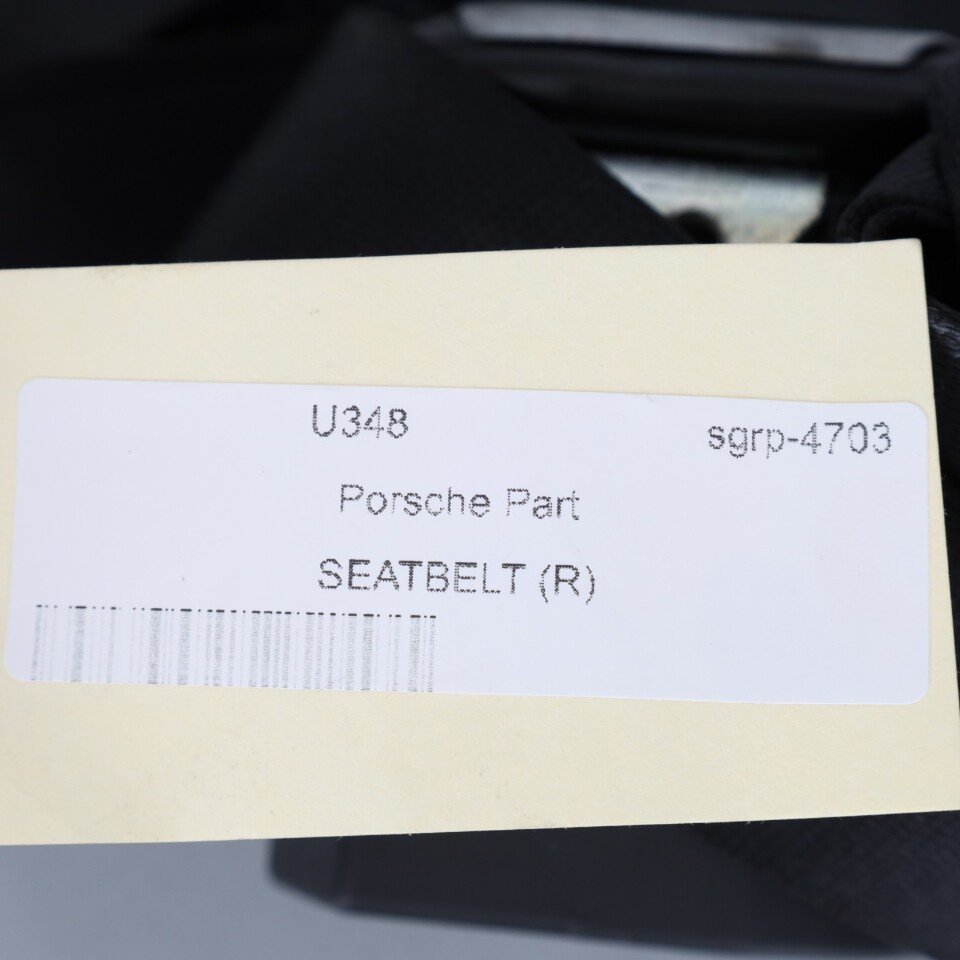 U348 sgrp-4703
Porsche Part
SEATBELT (R)